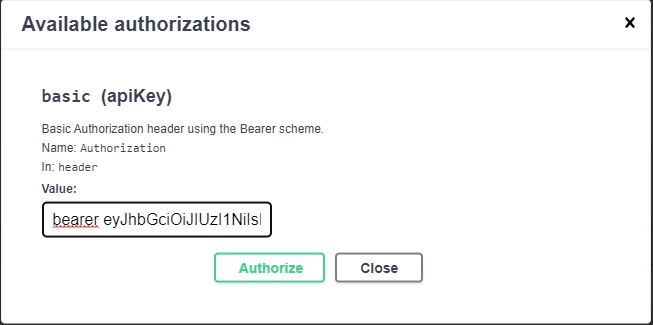 Available authorizations
basic (apiKey)
Basic Authorization header using the Bearer scheme.
Name: Authorization
In: header
Value:
bearer eyJhbGciOiJIUzI1NiIsI
Authorize Close